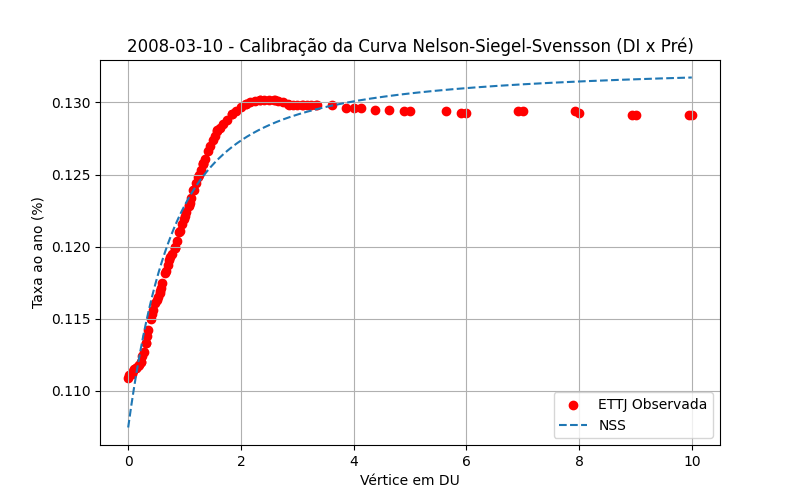 2008-03-10 - Calibração da Curva Nelson-Siegel-Svensson (DI x Pré)
Taxa ao ano (%)
0.130
0.125
0.120
0.115
0.110
0 2 4 6 8 10
Vértice em DU
ETTJ Observada
NSS